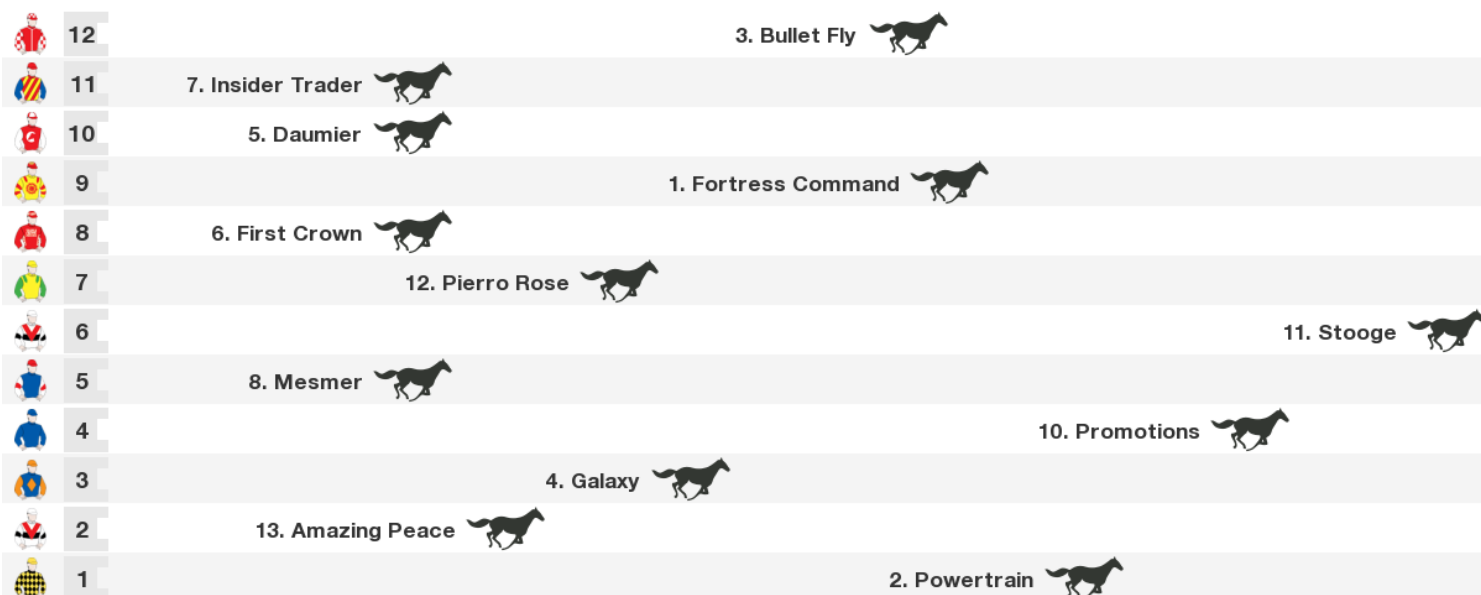 12 3. Bullet Fly
11 7. Insider Trader
10 5. Daumier
9 1. Fortress Command
8 6. First Crown
7 12. Pierro Rose
6 11. Stooge
5 8. Mesmer
4 10. Promotions
3 4. Galaxy
2 13. Amazing Peace
1 2. Powertrain